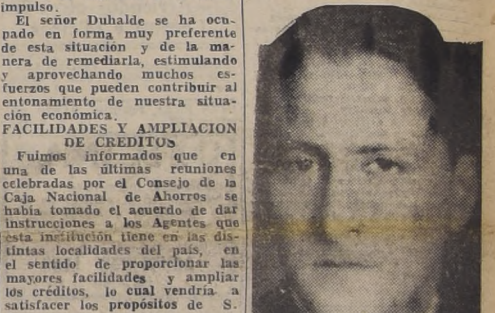 impulso.
El señor Duhalde se ha ocu-
pado en forma muy preferente
de esta situación y de la ma-
nera de remediarla, estimulando
y aprovechando muchos es-
fuerzos que pueden contribuir al
entonamiento de nuestra situa-
ción económica.
FACILIDADES Y AMPLIACION
DE CREDITOS
Fuimos informados que en
una de las últimas reuniones
celebradas por el Consejo de la
Caja Nacional de Ahorros se
había tomado el acuerdo de dar
instrucciones a los Agentes que
esta institución tiene en las dis-
tintas localidades del país, en
el sentido de proporcionar las
mayores facilidades y ampliar
los créditos, lo cual vendría a
satisfacer los propósitos de S.